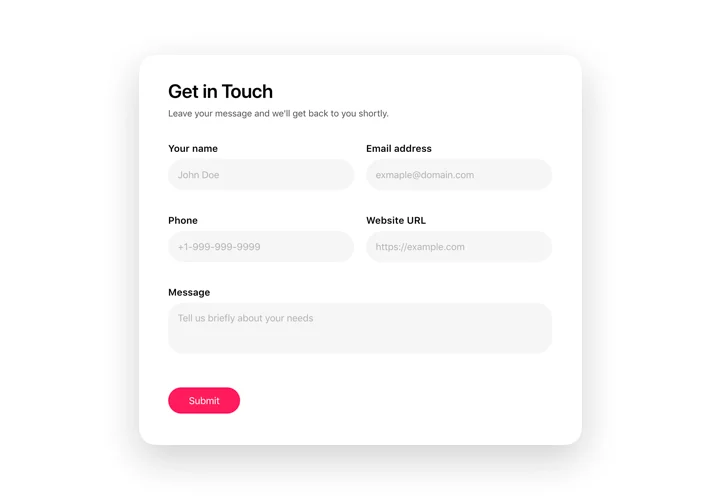 Get in Touch
Leave your message and we'll get back to you shortly.
Your name
Email address
John Doe
exmaple@domain.com
Phone
Website URL
+1-999-999-9999
https://example.com
Message
Tell us briefly about your needs
Submit